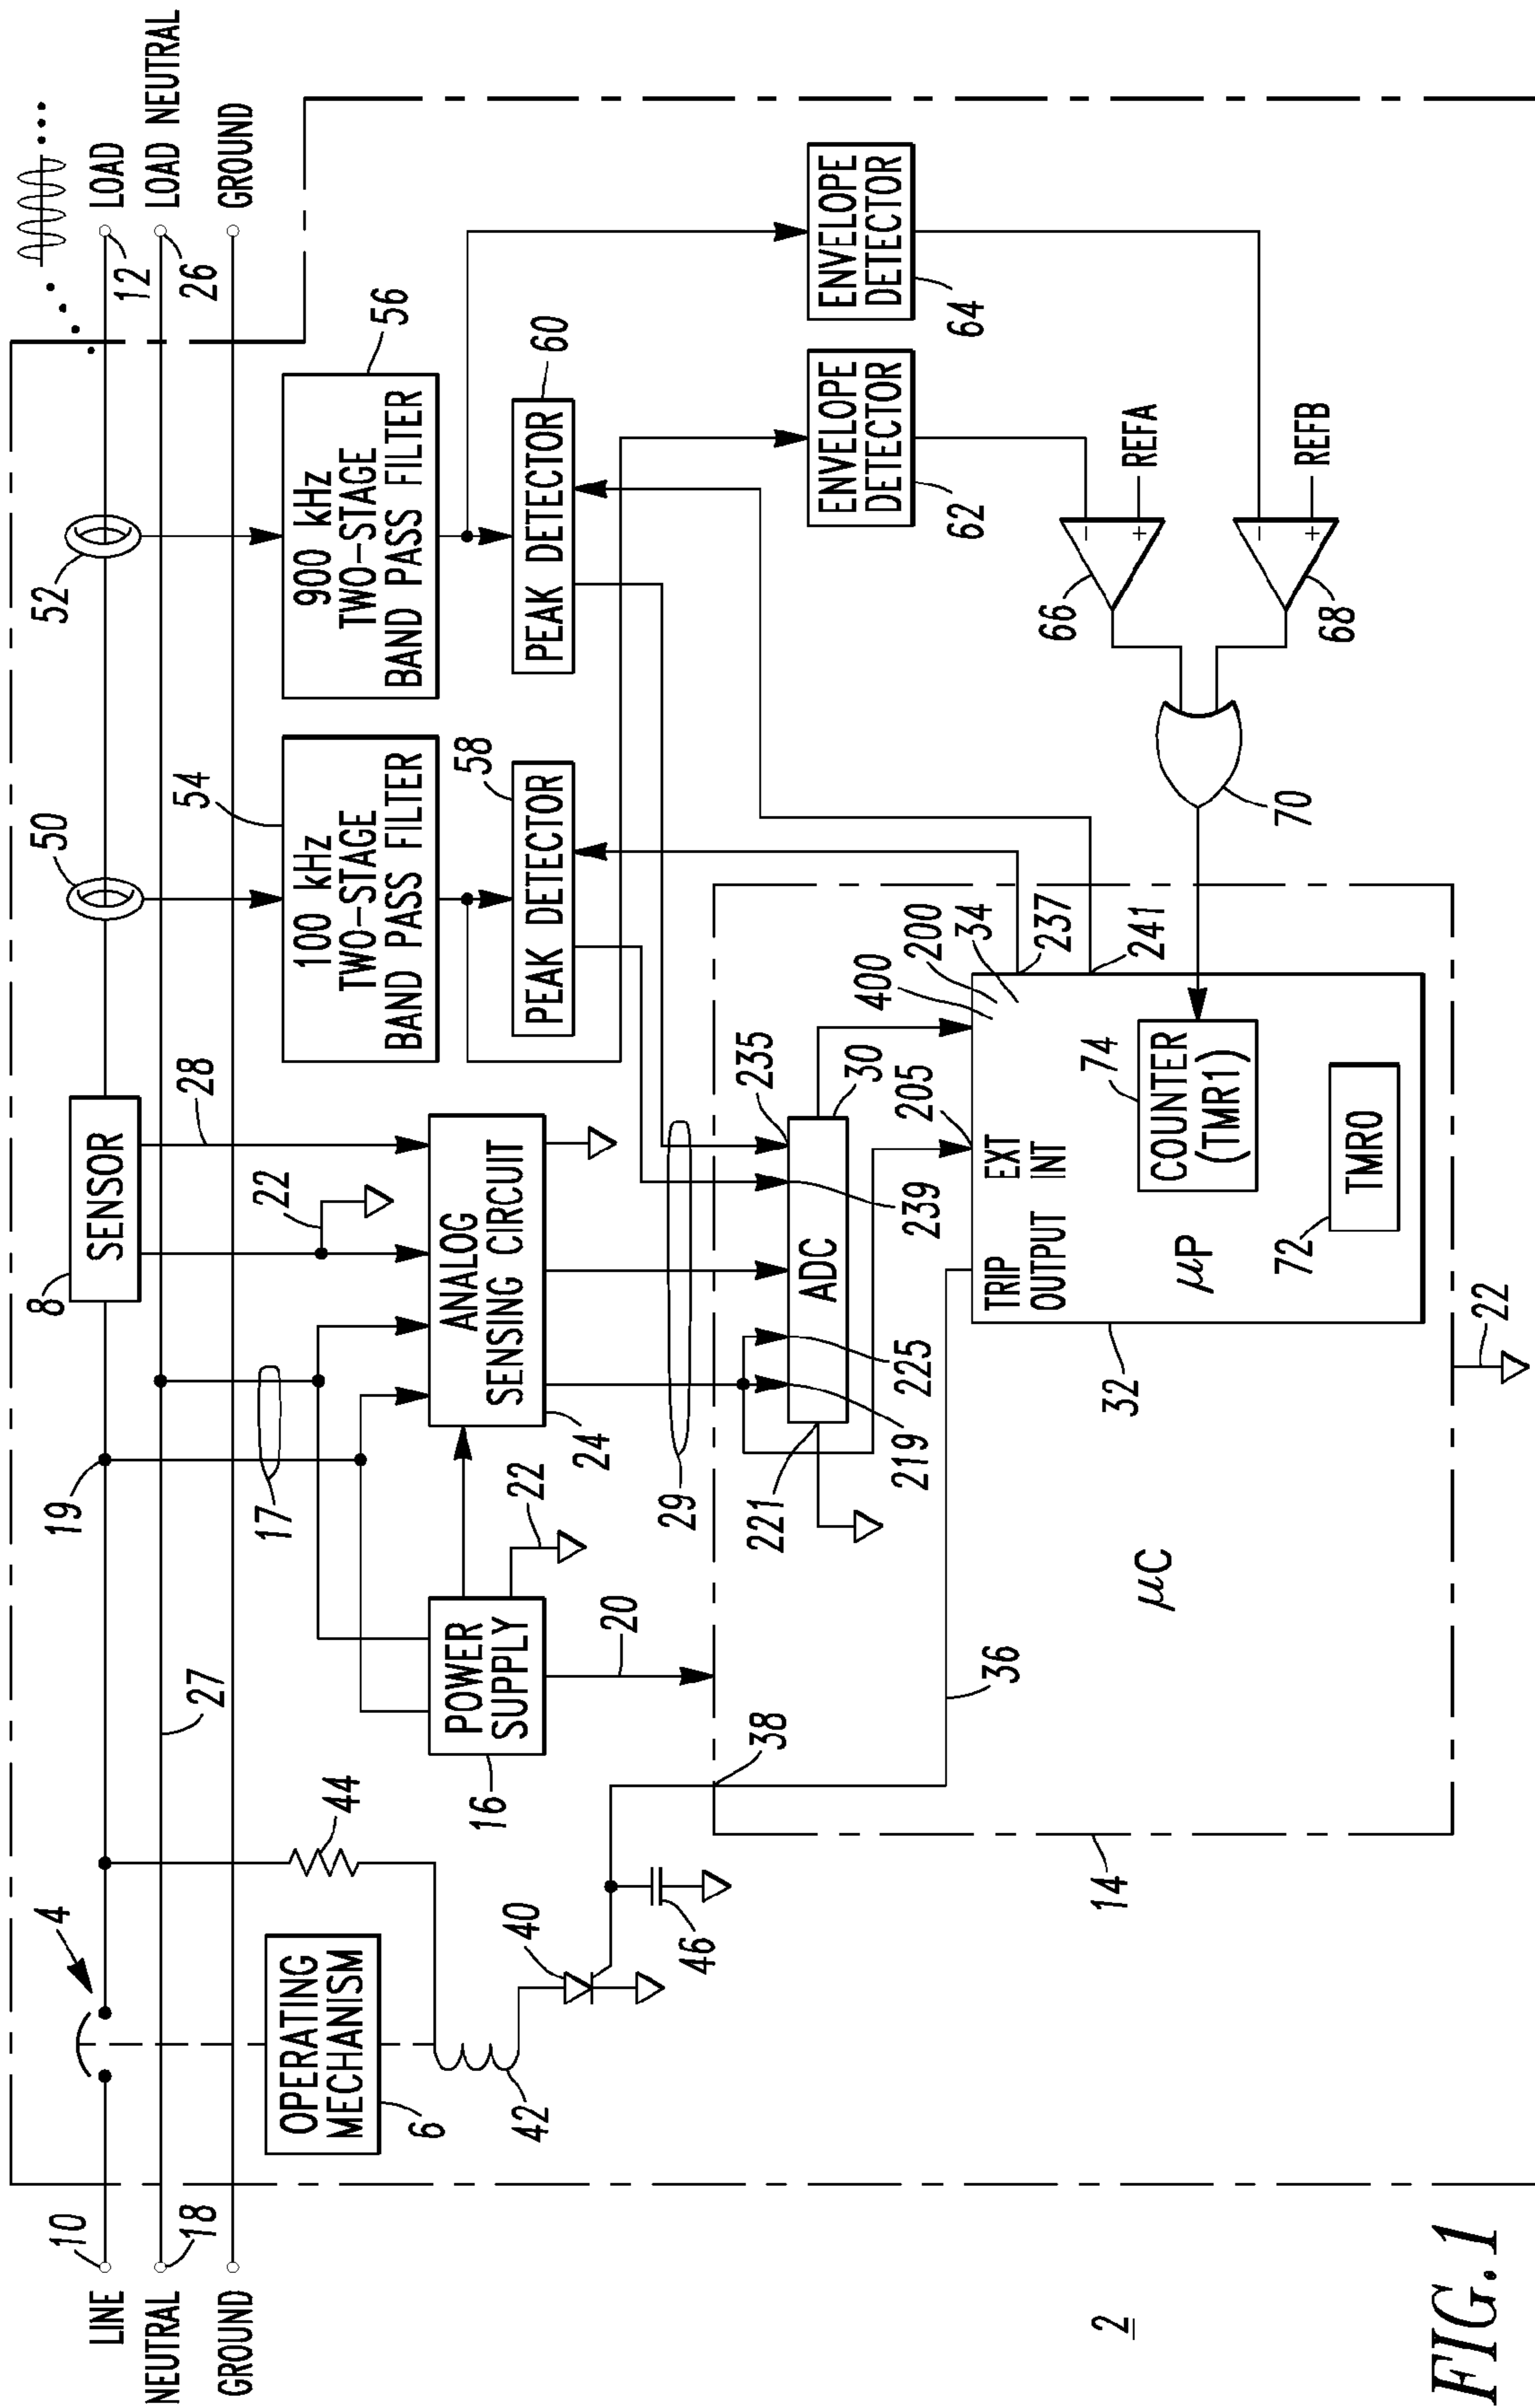 LINE
10
NEUTRAL
18
GROUND
4
27
19
8
SENSOR
50
52
12
LOAD
26
LOAD NEUTRAL
GROUND
OPERATING
MECHANISM
6
44
17
22
28
54
100 kHz
TWO-STAGE
BAND PASS FILTER
900 kHz
TWO-STAGE
BAND PASS FILTER
56
42
40
46
16
POWER
SUPPLY
20
22
24
ANALOG
SENSING CIRCUIT
58
PEAK DETECTOR
60
PEAK DETECTOR
29
38
36
221
219
225
ADC
239
235
30
205
400
200
34
237
241
ENVELOPE
DETECTOR
62
ENVELOPE
DETECTOR
64
TRIP
OUTPUT
EXT
INT
μP
32
74
COUNTER
(TMR1)
72
TMR0
66
-
+
REFA
68
-
+
REFB
70
14
μC
22
2
FIG.1